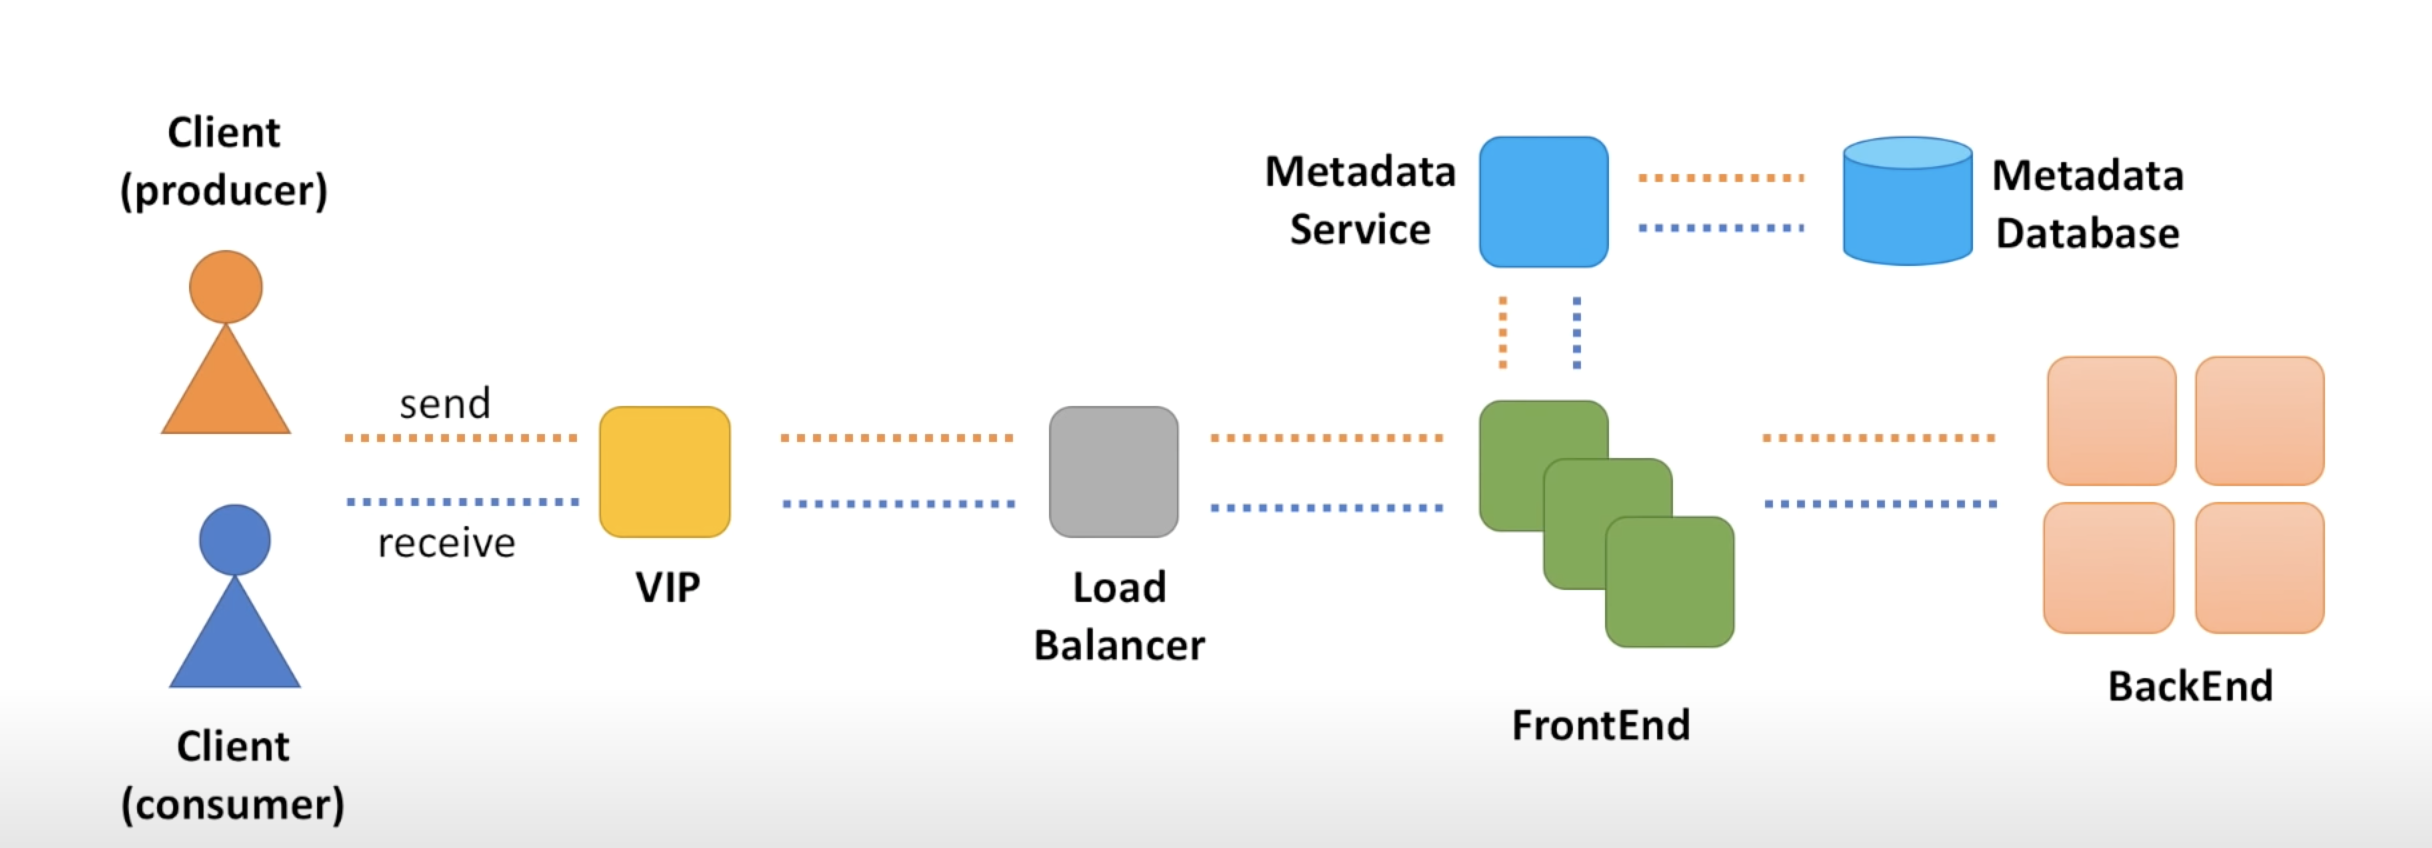 Client
(producer)
send
receive
Client
(consumer)
VIP
Load
Balancer
Metadata
Service
Metadata
Database
FrontEnd
BackEnd